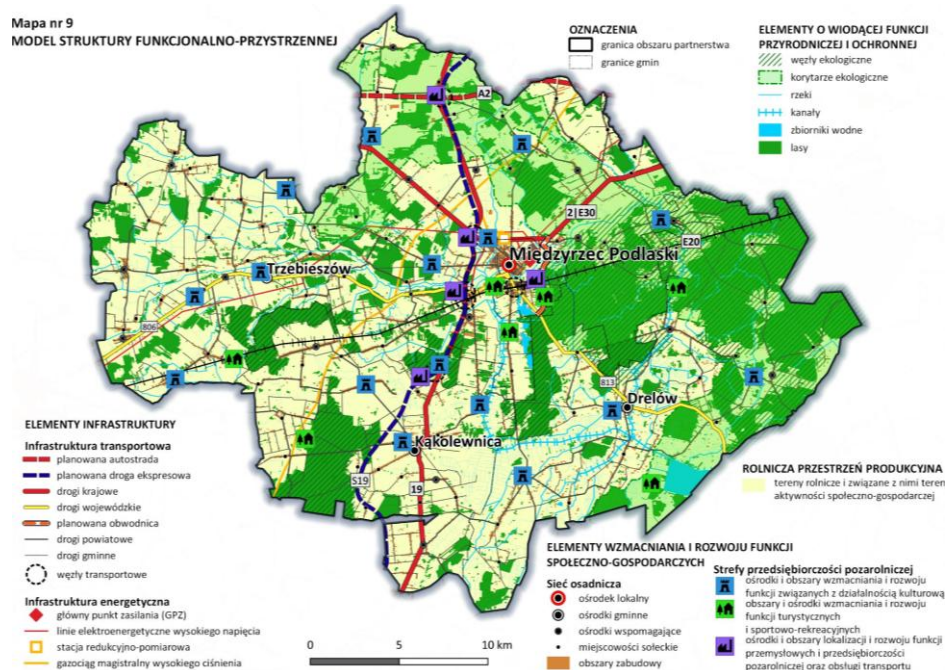 Mapa nr 9
MODEL STRUKTURY FUNKCJONALNO-PRZYSTRZENNEJ
OZNACZENIA
granica obszaru partnerstwa
granice gmin
ELEMENTY O WIODĄCEJ FUNKCJI
PRZYRODNICZEJ I OCHRONNEJ
węzły ekologiczne
korytarze ekologiczne
rzeki
kanały
zbiorniki wodne
lasy
A2
2|E30
E20
Międzyrzec Podlaski
Trzebieszów
806
813
Drelów
Kąkolewnica
S19
19
ELEMENTY INFRASTRUKTURY
Infrastruktura transportowa
planowana autostrada
planowana droga ekspresowa
drogi krajowe
drogi wojewódzkie
planowana obwodnica
drogi powiatowe
drogi gminne
węzły transportowe
Infrastruktura energetyczna
główny punkt zasilania (GPZ)
linie elektroenergetyczne wysokiego napięcia
stacja redukcyjno-pomiarowa
gazociąg magistralny wysokiego ciśnienia
0 5 10 km
ROLNICZA PRZESTRZEŃ PRODUKCYJNA
tereny rolnicze i związane z nimi teren
aktywności społeczno-gospodarczej
ELEMENTY WZMACNIANIA I ROZWOJU FUNKCJI
SPOŁECZNO-GOSPODARCZYCH
Sieć osadnicza
ośrodek lokalny
ośrodki gminne
ośrodki wspomagające
miejscowości sołeckie
obszary zabudowy
Strefy przedsiębiorczości pozarolniczej
ośrodki i obszary wzmacniania i rozwoju
funkcji związanych z działalnością kulturową
obszary i ośrodki wzmacniania i rozwoju
funkcji turystycznych
i sportowo-rekreacyjnych
ośrodki i obszary lokalizacji i rozwoju funkcji
przemysłowych i przedsiębiorczości
pozarolniczej oraz obsługi transportu